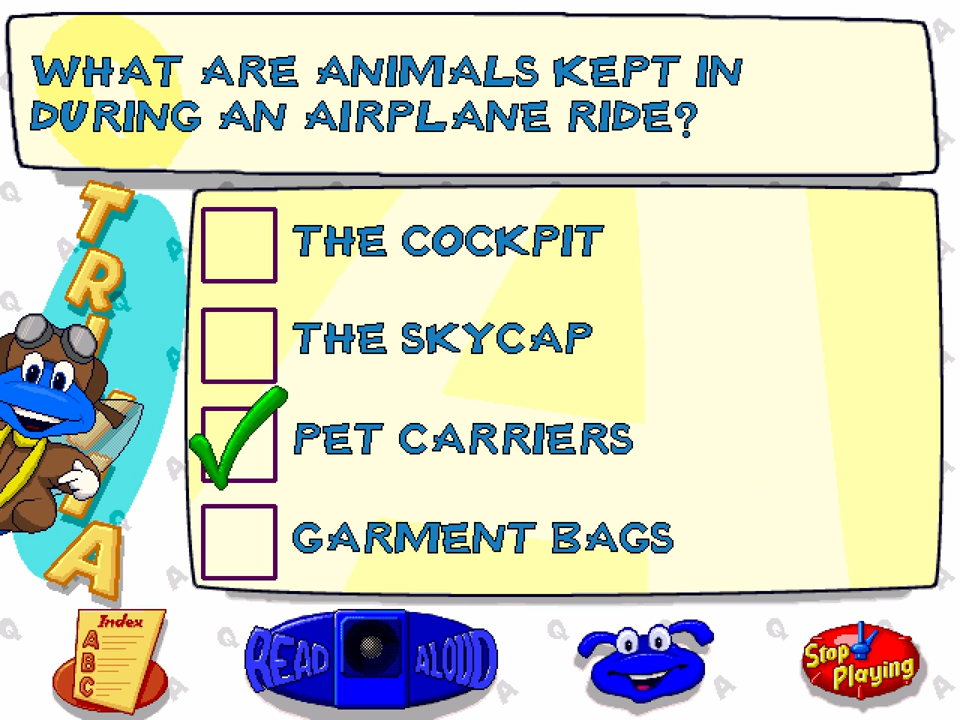 WHAT ARE ANIMALS KEPT IN
DURING AN AIRPLANE RIDE?
TRIVIA
THE COCKPIT
THE SKYCAP
PET CARRIERS
GARMENT BAGS
Index
A
B
C
READ ALOUD
Stop
Playing